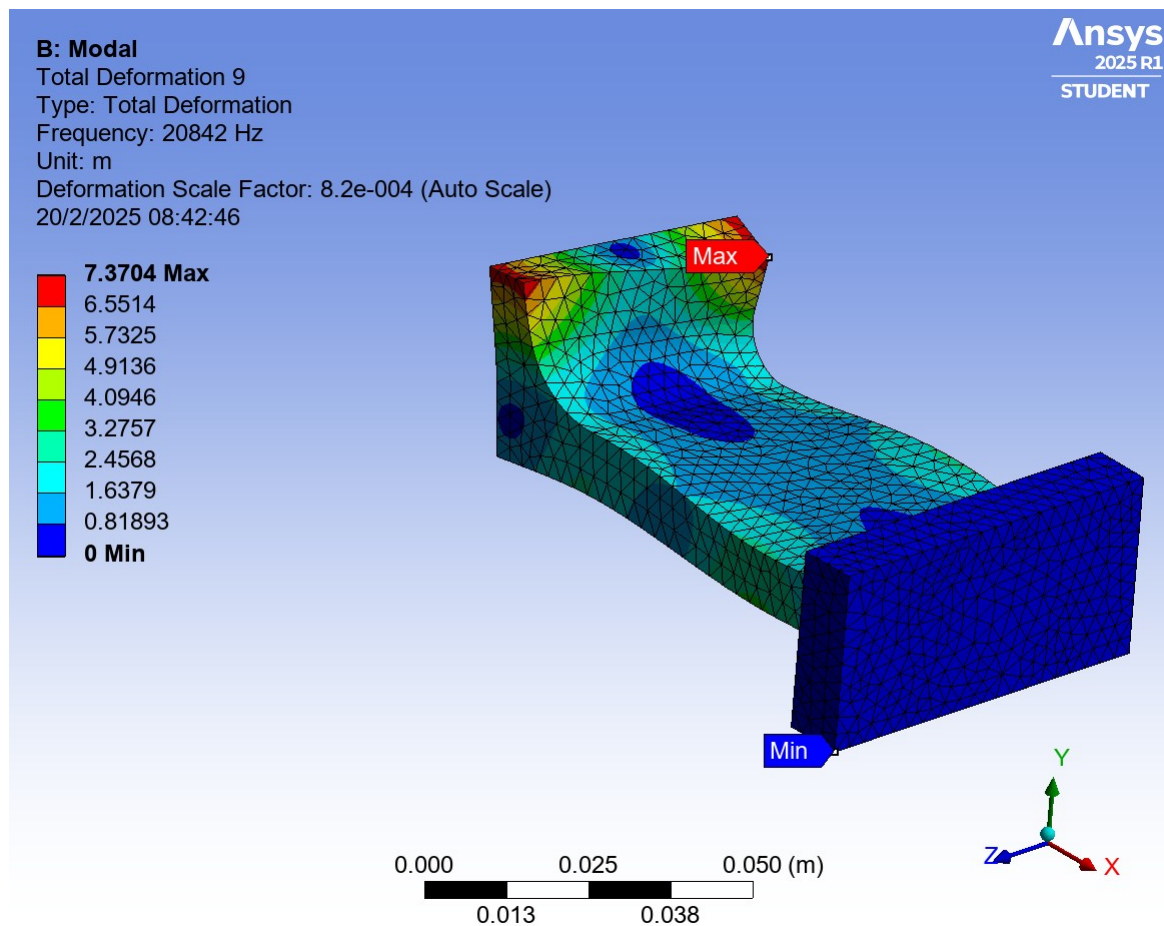 B: Modal
Total Deformation 9
Type: Total Deformation
Frequency: 20842 Hz
Unit: m
Deformation Scale Factor: 8.2e-004 (Auto Scale)
20/2/2025 08:42:46
Ansys
2025 R1
STUDENT
7.3704 Max
6.5514
5.7325
4.9136
4.0946
3.2757
2.4568
1.6379
0.81893
0 Min
Max
Min
Y
Z
X
0.000 0.025 0.050 (m)
0.013 0.038